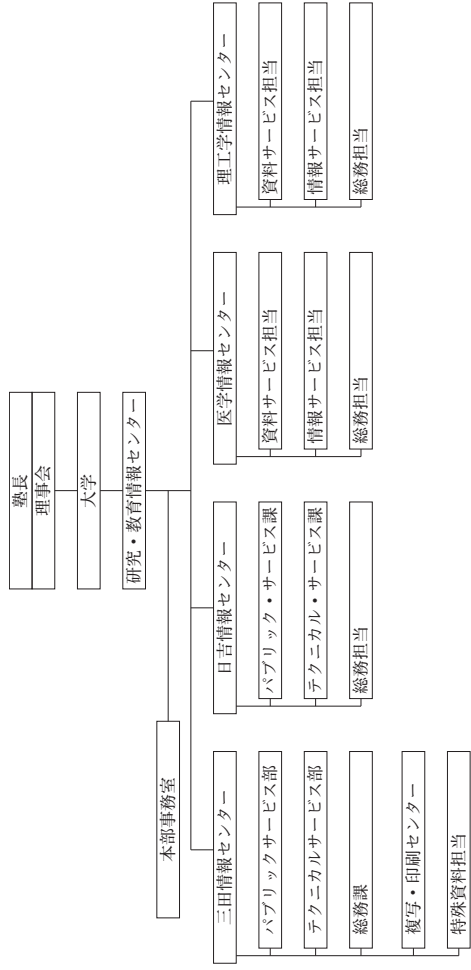 塾長
理事会
大学
研究・教育情報センター
本部事務室
三田情報センター
パブリックサービス部
テクニカルサービス部
総務課
複写・印刷センター
特殊資料担当
日吉情報センター
パブリック・サービス課
テクニカル・サービス課
総務担当
医学情報センター
資料サービス担当
情報サービス担当
総務担当
理工学情報センター
資料サービス担当
情報サービス担当
総務担当